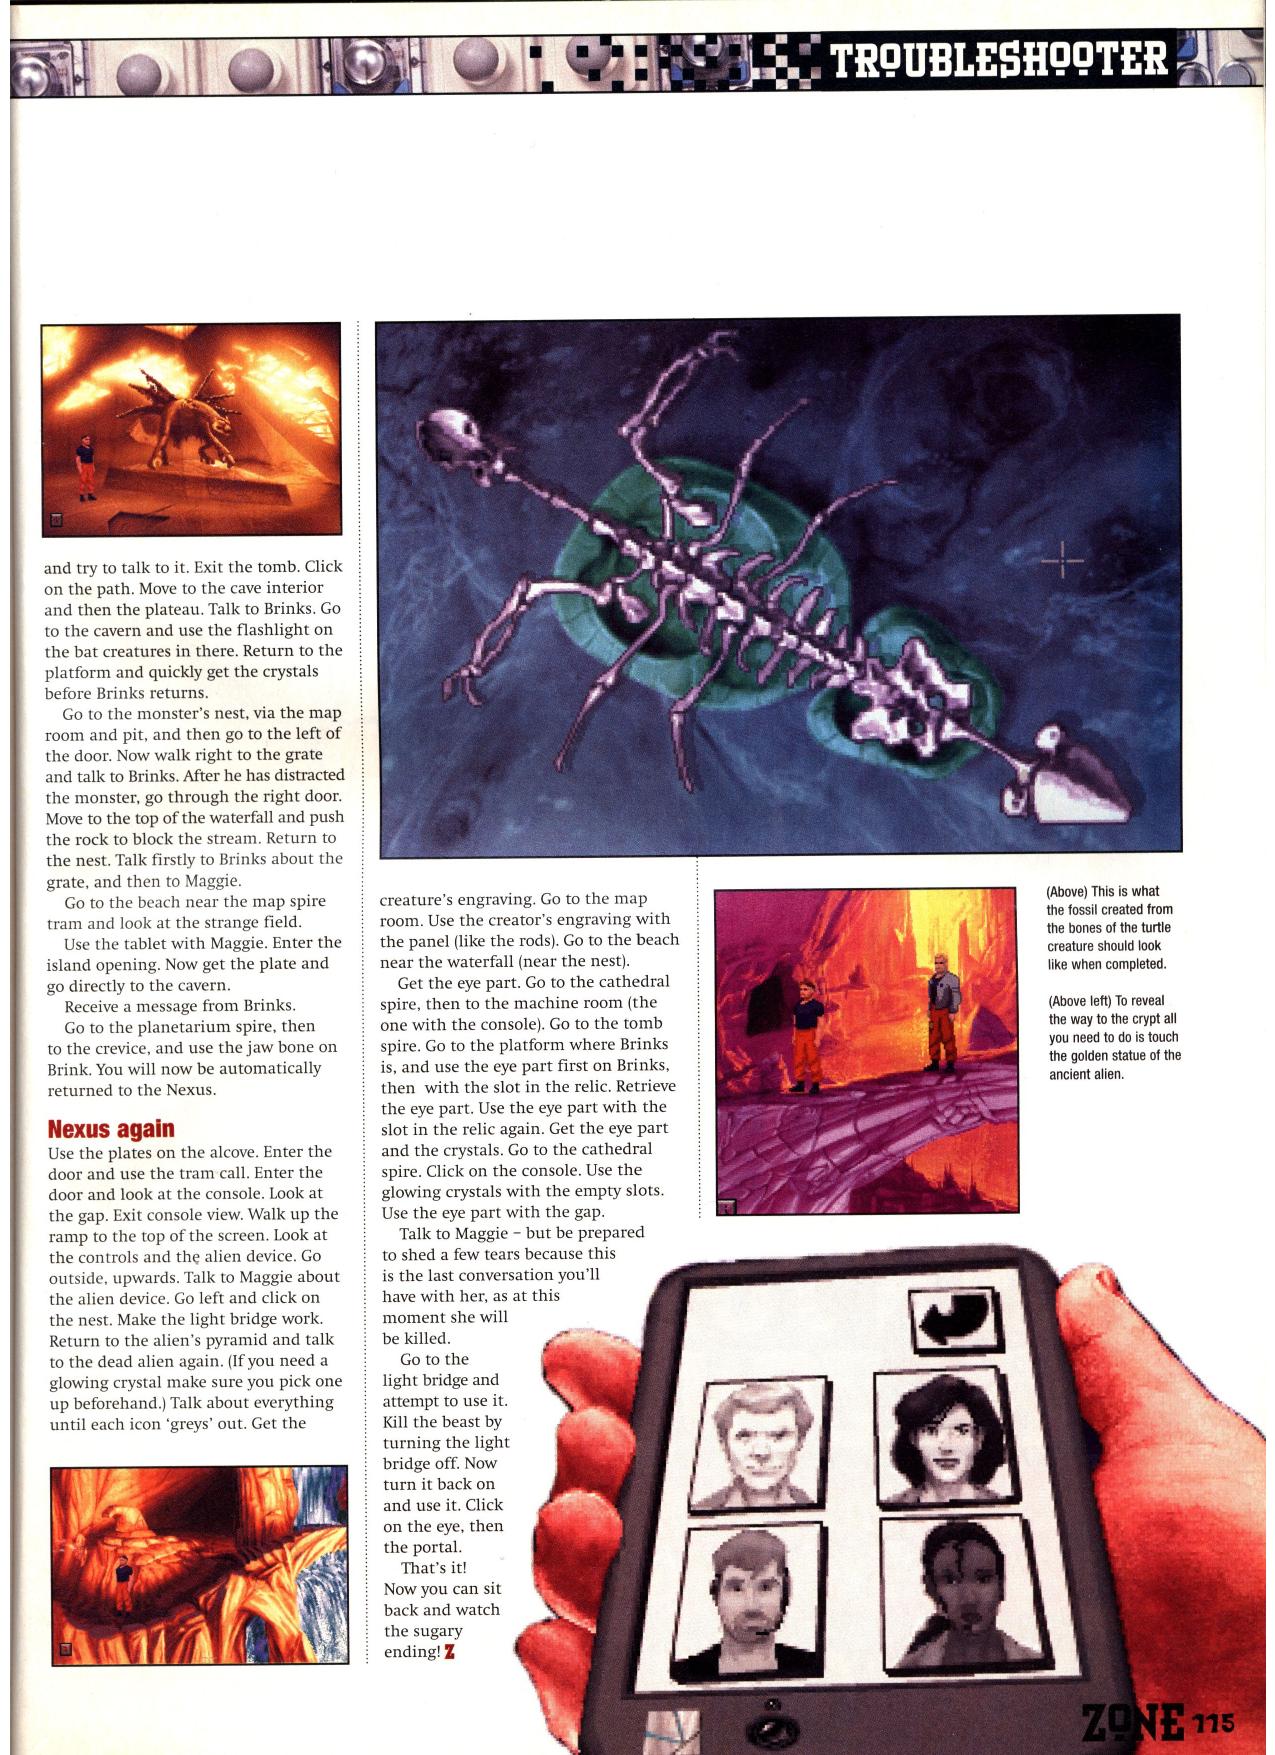 TROUBLESHOOTER
and try to talk to it. Exit the tomb. Click
on the path. Move to the cave interior
and then the plateau. Talk to Brinks. Go
to the cavern and use the flashlight on
the bat creatures in there. Return to the
platform and quickly get the crystals
before Brinks returns.
Go to the monster's nest, via the map
room and pit, and then go to the left of
the door. Now walk right to the grate
and talk to Brinks. After he has distracted
the monster, go through the right door.
Move to the top of the waterfall and push
the rock to block the stream. Return to
the nest. Talk firstly to Brinks about the
grate, and then to Maggie.
Go to the beach near the map spire
tram and look at the strange field.
Use the tablet with Maggie. Enter the
island opening. Now get the plate and
go directly to the cavern.
Receive a message from Brinks.
Go to the planetarium spire, then
to the crevice, and use the jaw bone on
Brink. You will now be automatically
returned to the Nexus.
Nexus again
Use the plates on the alcove. Enter the
door and use the tram call. Enter the
door and look at the console. Look at
the gap. Exit console view. Walk up the
ramp to the top of the screen. Look at
the controls and the alien device. Go
outside, upwards. Talk to Maggie about
the alien device. Go left and click on
the nest. Make the light bridge work.
Return to the alien's pyramid and talk
to the dead alien again. (If you need a
glowing crystal make sure you pick one
up beforehand.) Talk about everything
until each icon 'greys' out. Get the
creature's engraving. Go to the map
room. Use the creator's engraving with
the panel (like the rods). Go to the beach
near the waterfall (near the nest).
Get the eye part. Go to the cathedral
spire, then to the machine room (the
one with the console). Go to the tomb
spire. Go to the platform where Brinks
is, and use the eye part first on Brinks,
then with the slot in the relic. Retrieve
the eye part. Use the eye part with the
slot in the relic again. Get the eye part
and the crystals. Go to the cathedral
spire. Click on the console. Use the
glowing crystals with the empty slots.
Use the eye part with the gap.
Talk to Maggie – but be prepared
to shed a few tears because this
is the last conversation you'll
have with her, as at this
moment she will
be killed.
Go to the
light bridge and
attempt to use it.
Kill the beast by
turning the light
bridge off. Now
turn it back on
and use it. Click
on the eye, then
the portal.
That's it!
Now you can sit
back and watch
the sugary
ending! Z
(Above) This is what
the fossil created from
the bones of the turtle
creature should look
like when completed.
(Above left) To reveal
the way to the crypt all
you need to do is touch
the golden statue of the
ancient alien.
ZONE 115